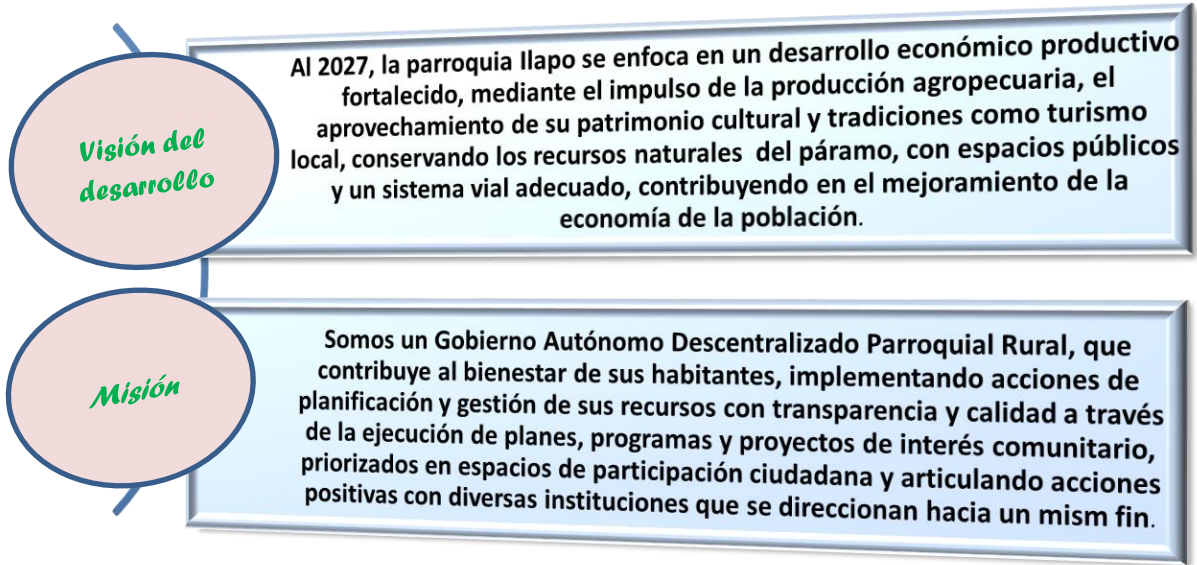 Visión del
desarrollo
Al 2027, la parroquia Ilapo se enfoca en un desarrollo económico productivo
fortalecido, mediante el impulso de la producción agropecuaria, el
aprovechamiento de su patrimonio cultural y tradiciones como turismo
local, conservando los recursos naturales del páramo, con espacios públicos
y un sistema vial adecuado, contribuyendo en el mejoramiento de la
economía de la población.
Misión
Somos un Gobierno Autónomo Descentralizado Parroquial Rural, que
contribuye al bienestar de sus habitantes, implementando acciones de
planificación y gestión de sus recursos con transparencia y calidad a través
de la ejecución de planes, programas y proyectos de interés comunitario,
priorizados en espacios de participación ciudadana y articulando acciones
positivas con diversas instituciones que se direccionan hacia un mism fin.